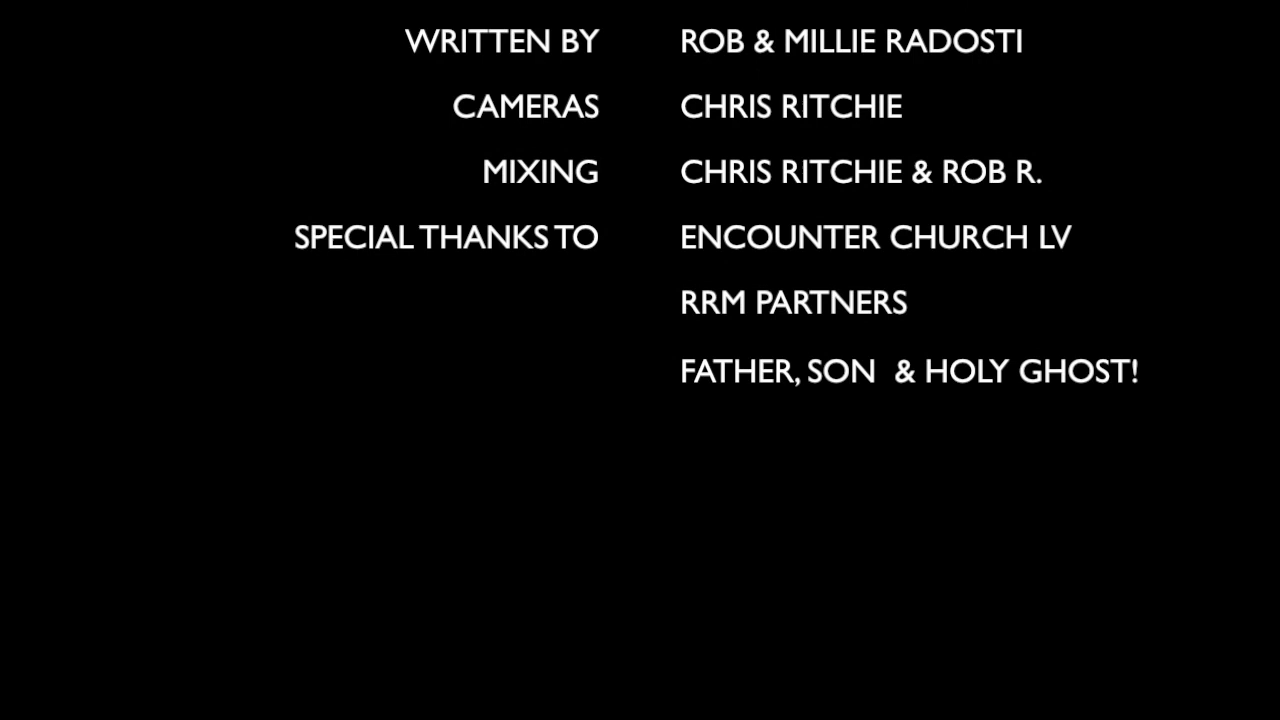 WRITTEN BY ROB & MILLIE RADOSTI
CAMERAS CHRIS RITCHIE
MIXING CHRIS RITCHIE & ROB R.
SPECIAL THANKS TO ENCOUNTER CHURCH LV
RRM PARTNERS
FATHER, SON & HOLY GHOST!